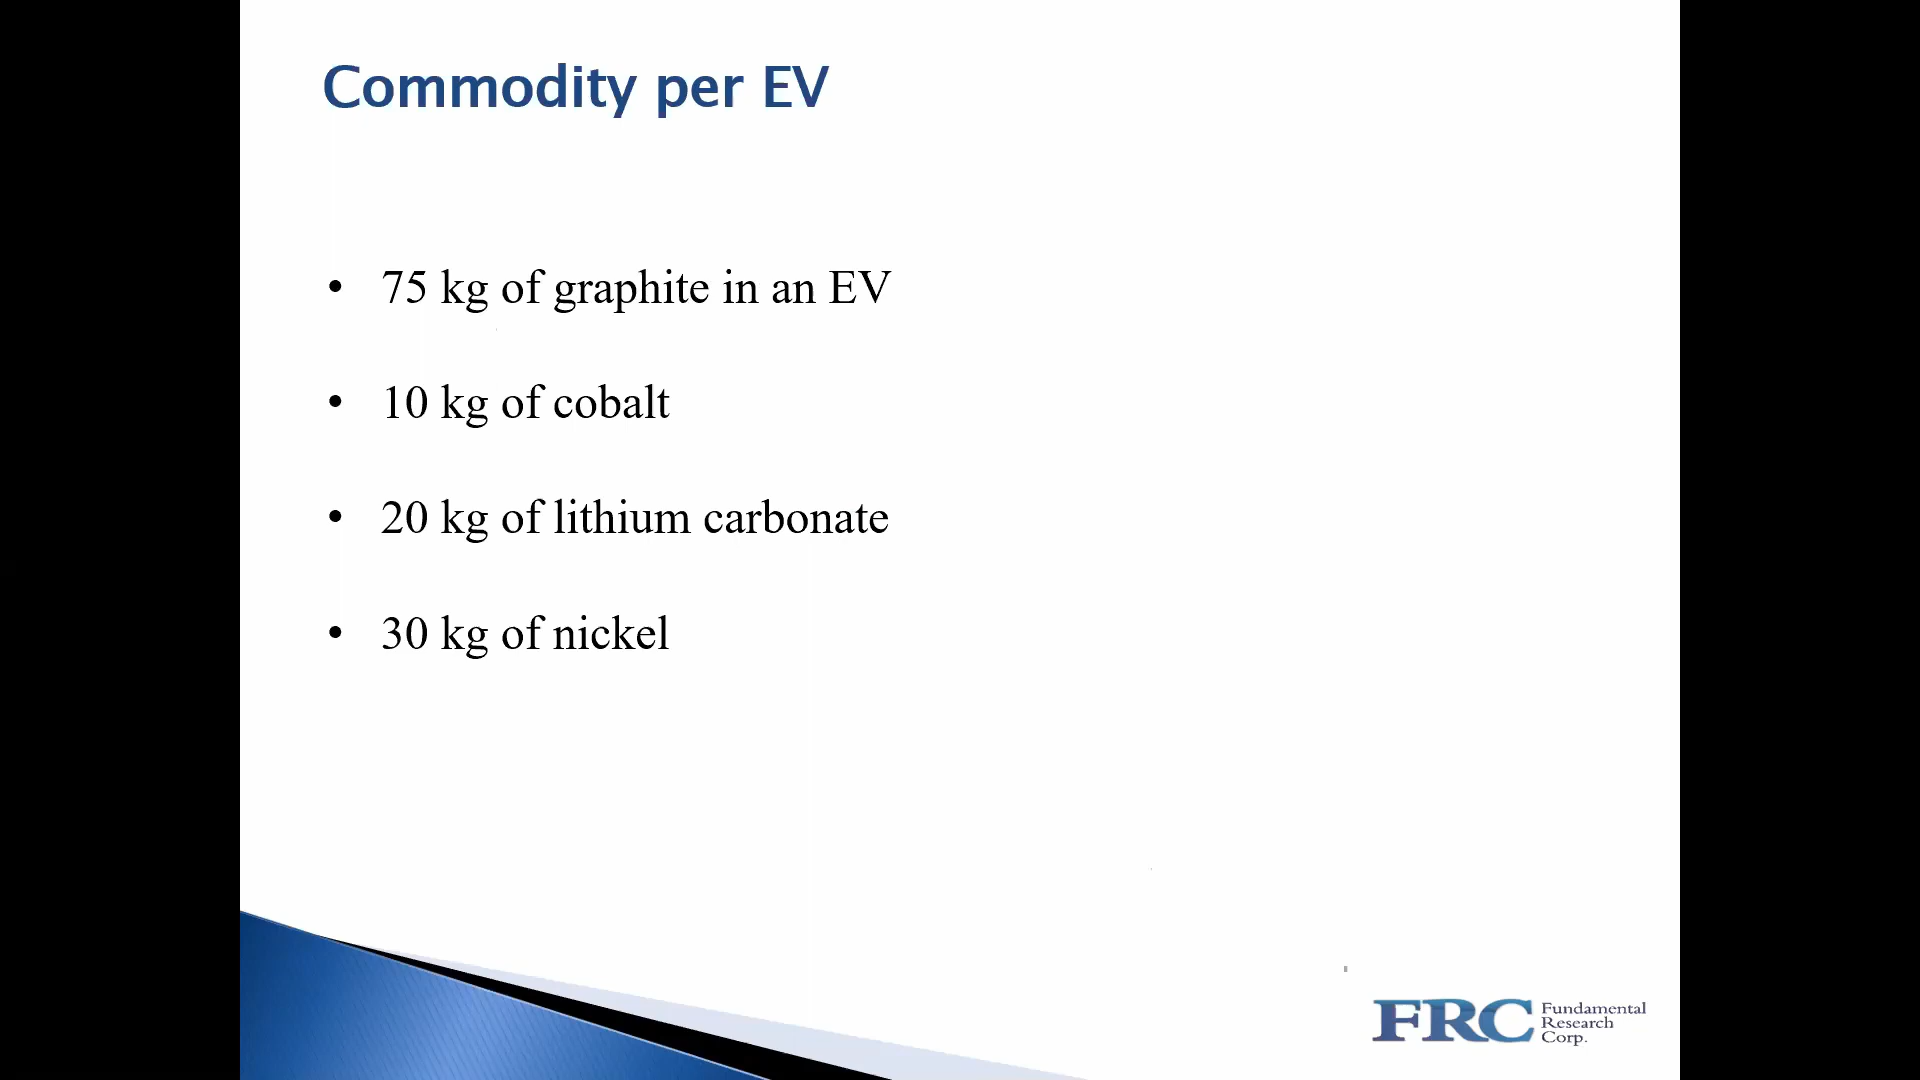 Commodity per EV
• 75 kg of graphite in an EV
• 10 kg of cobalt
• 20 kg of lithium carbonate
• 30 kg of nickel
FRC
Fundamental
Research
Corp.